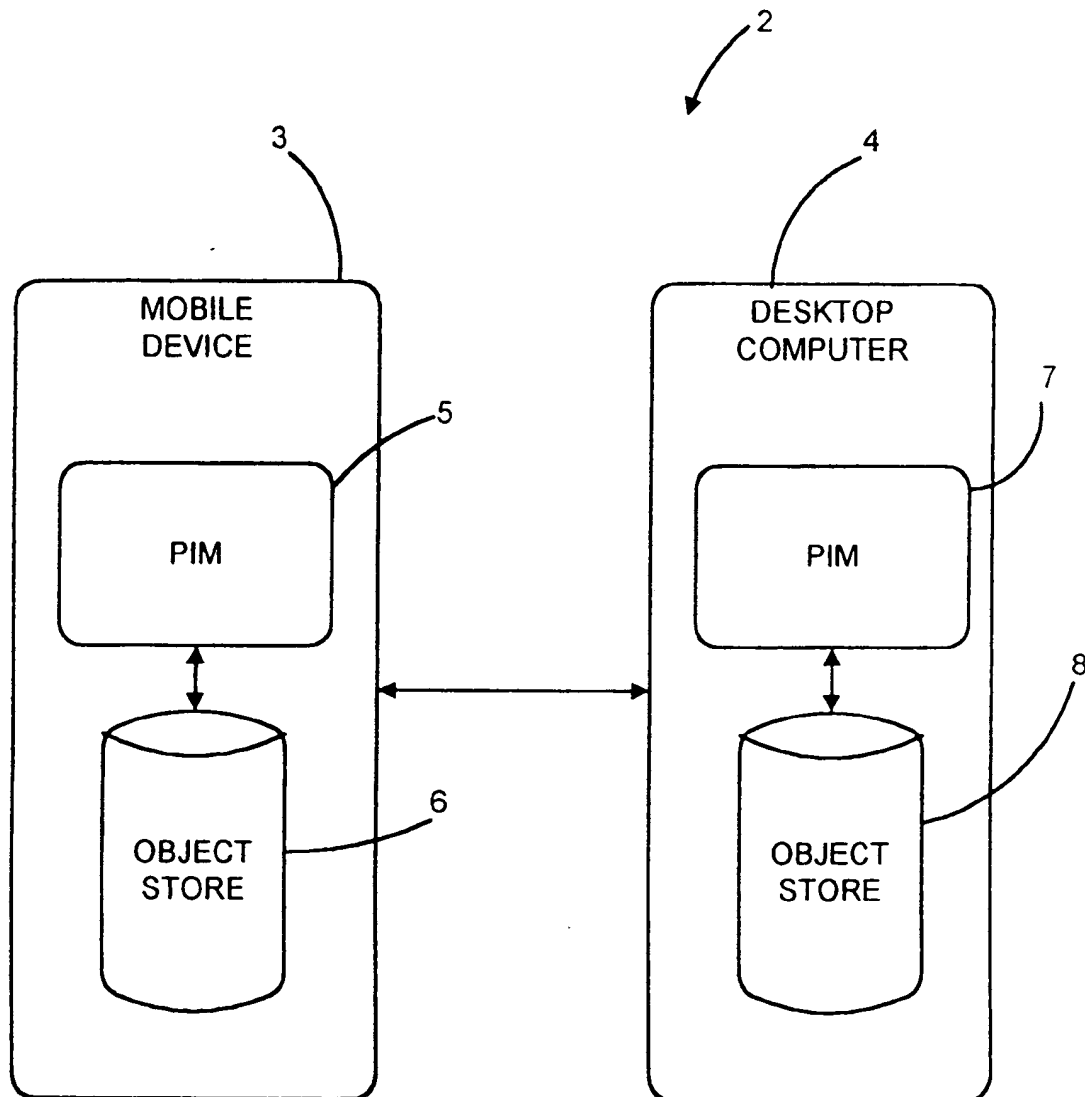 2
3
4
MOBILE
DEVICE
DESKTOP
COMPUTER
5
7
PIM
PIM
6
8
OBJECT
STORE
OBJECT
STORE